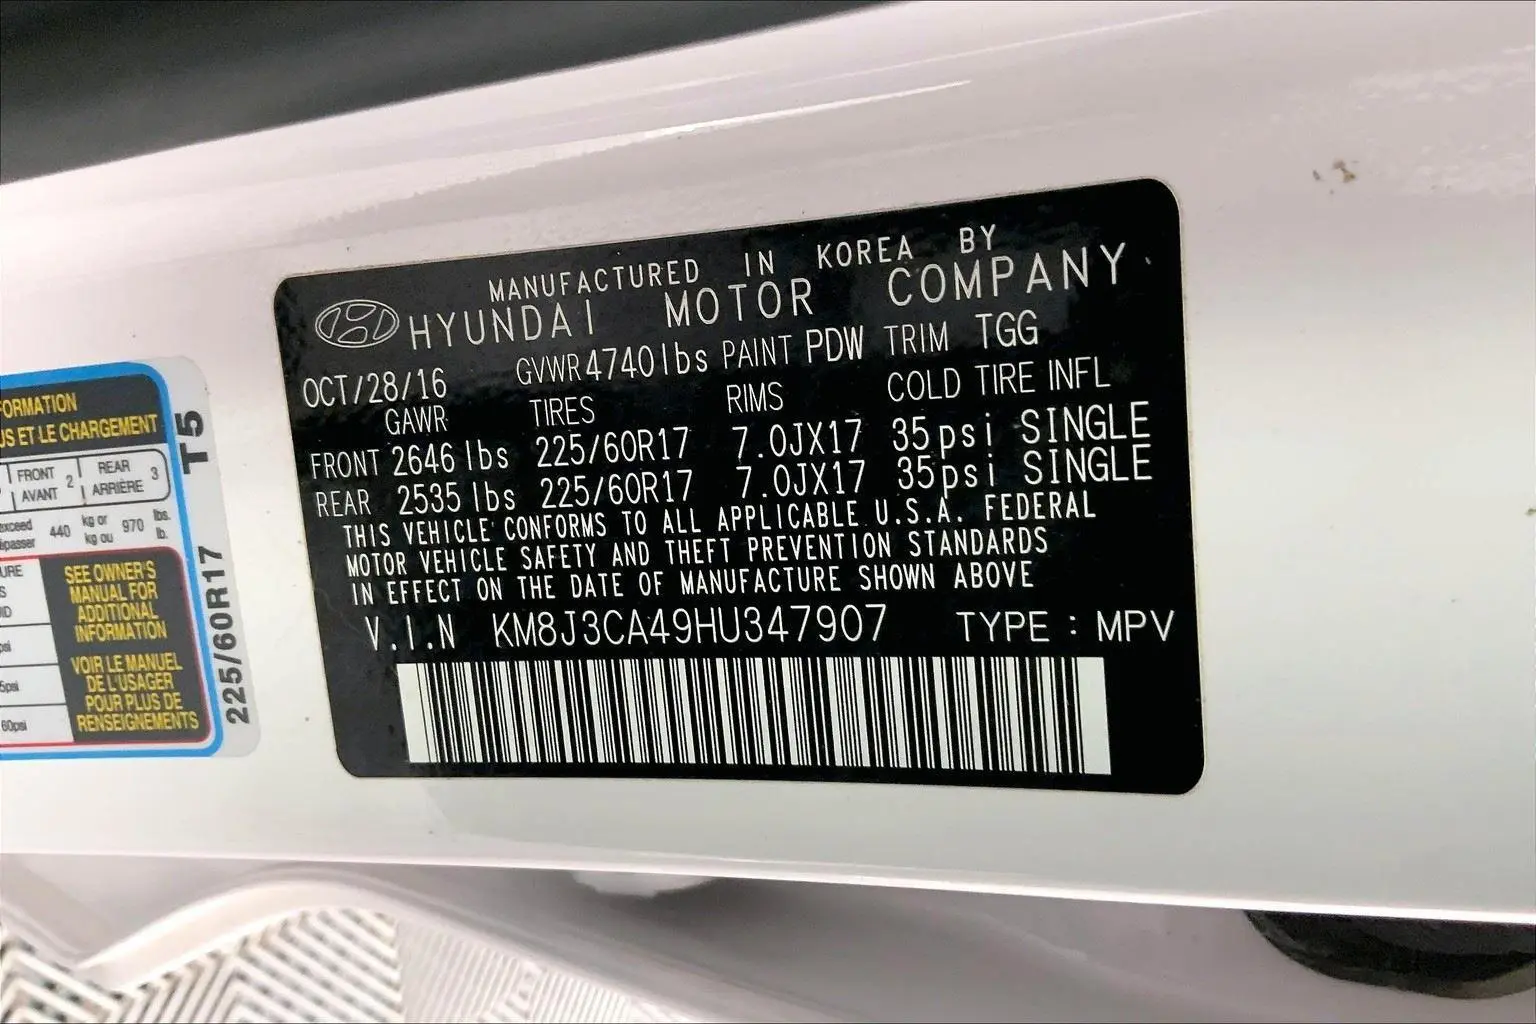 MANUFACTURED IN KOREA BY
HYUNDAI MOTOR COMPANY
OCT/28/16 GVWR 4740lbs PAINT PDW TRIM TGG
GAWR TIRES RIMS COLD TIRE INFL
FRONT 2646 lbs 225/60R17 7.0JX17 35psi SINGLE
REAR 2535 lbs 225/60R17 7.0JX17 35psi SINGLE
THIS VEHICLE CONFORMS TO ALL APPLICABLE U.S.A. FEDERAL
MOTOR VEHICLE SAFETY AND THEFT PREVENTION STANDARDS
IN EFFECT ON THE DATE OF MANUFACTURE SHOWN ABOVE
V.I.N KM8J3CA49HU347907 TYPE : MPV
FORMATION
US ET LE CHARGEMENT
FRONT
AVANT 2
REAR
ARRIÈRE 3
exceed
440 kg or
kg ou 970 lbs.
lb.
SEE OWNER'S
MANUAL FOR
ADDITIONAL
INFORMATION
VOIR LE MANUEL
DE L'USAGER
POUR PLUS DE
RENSEIGNEMENTS
60psi
T5
225/60R17